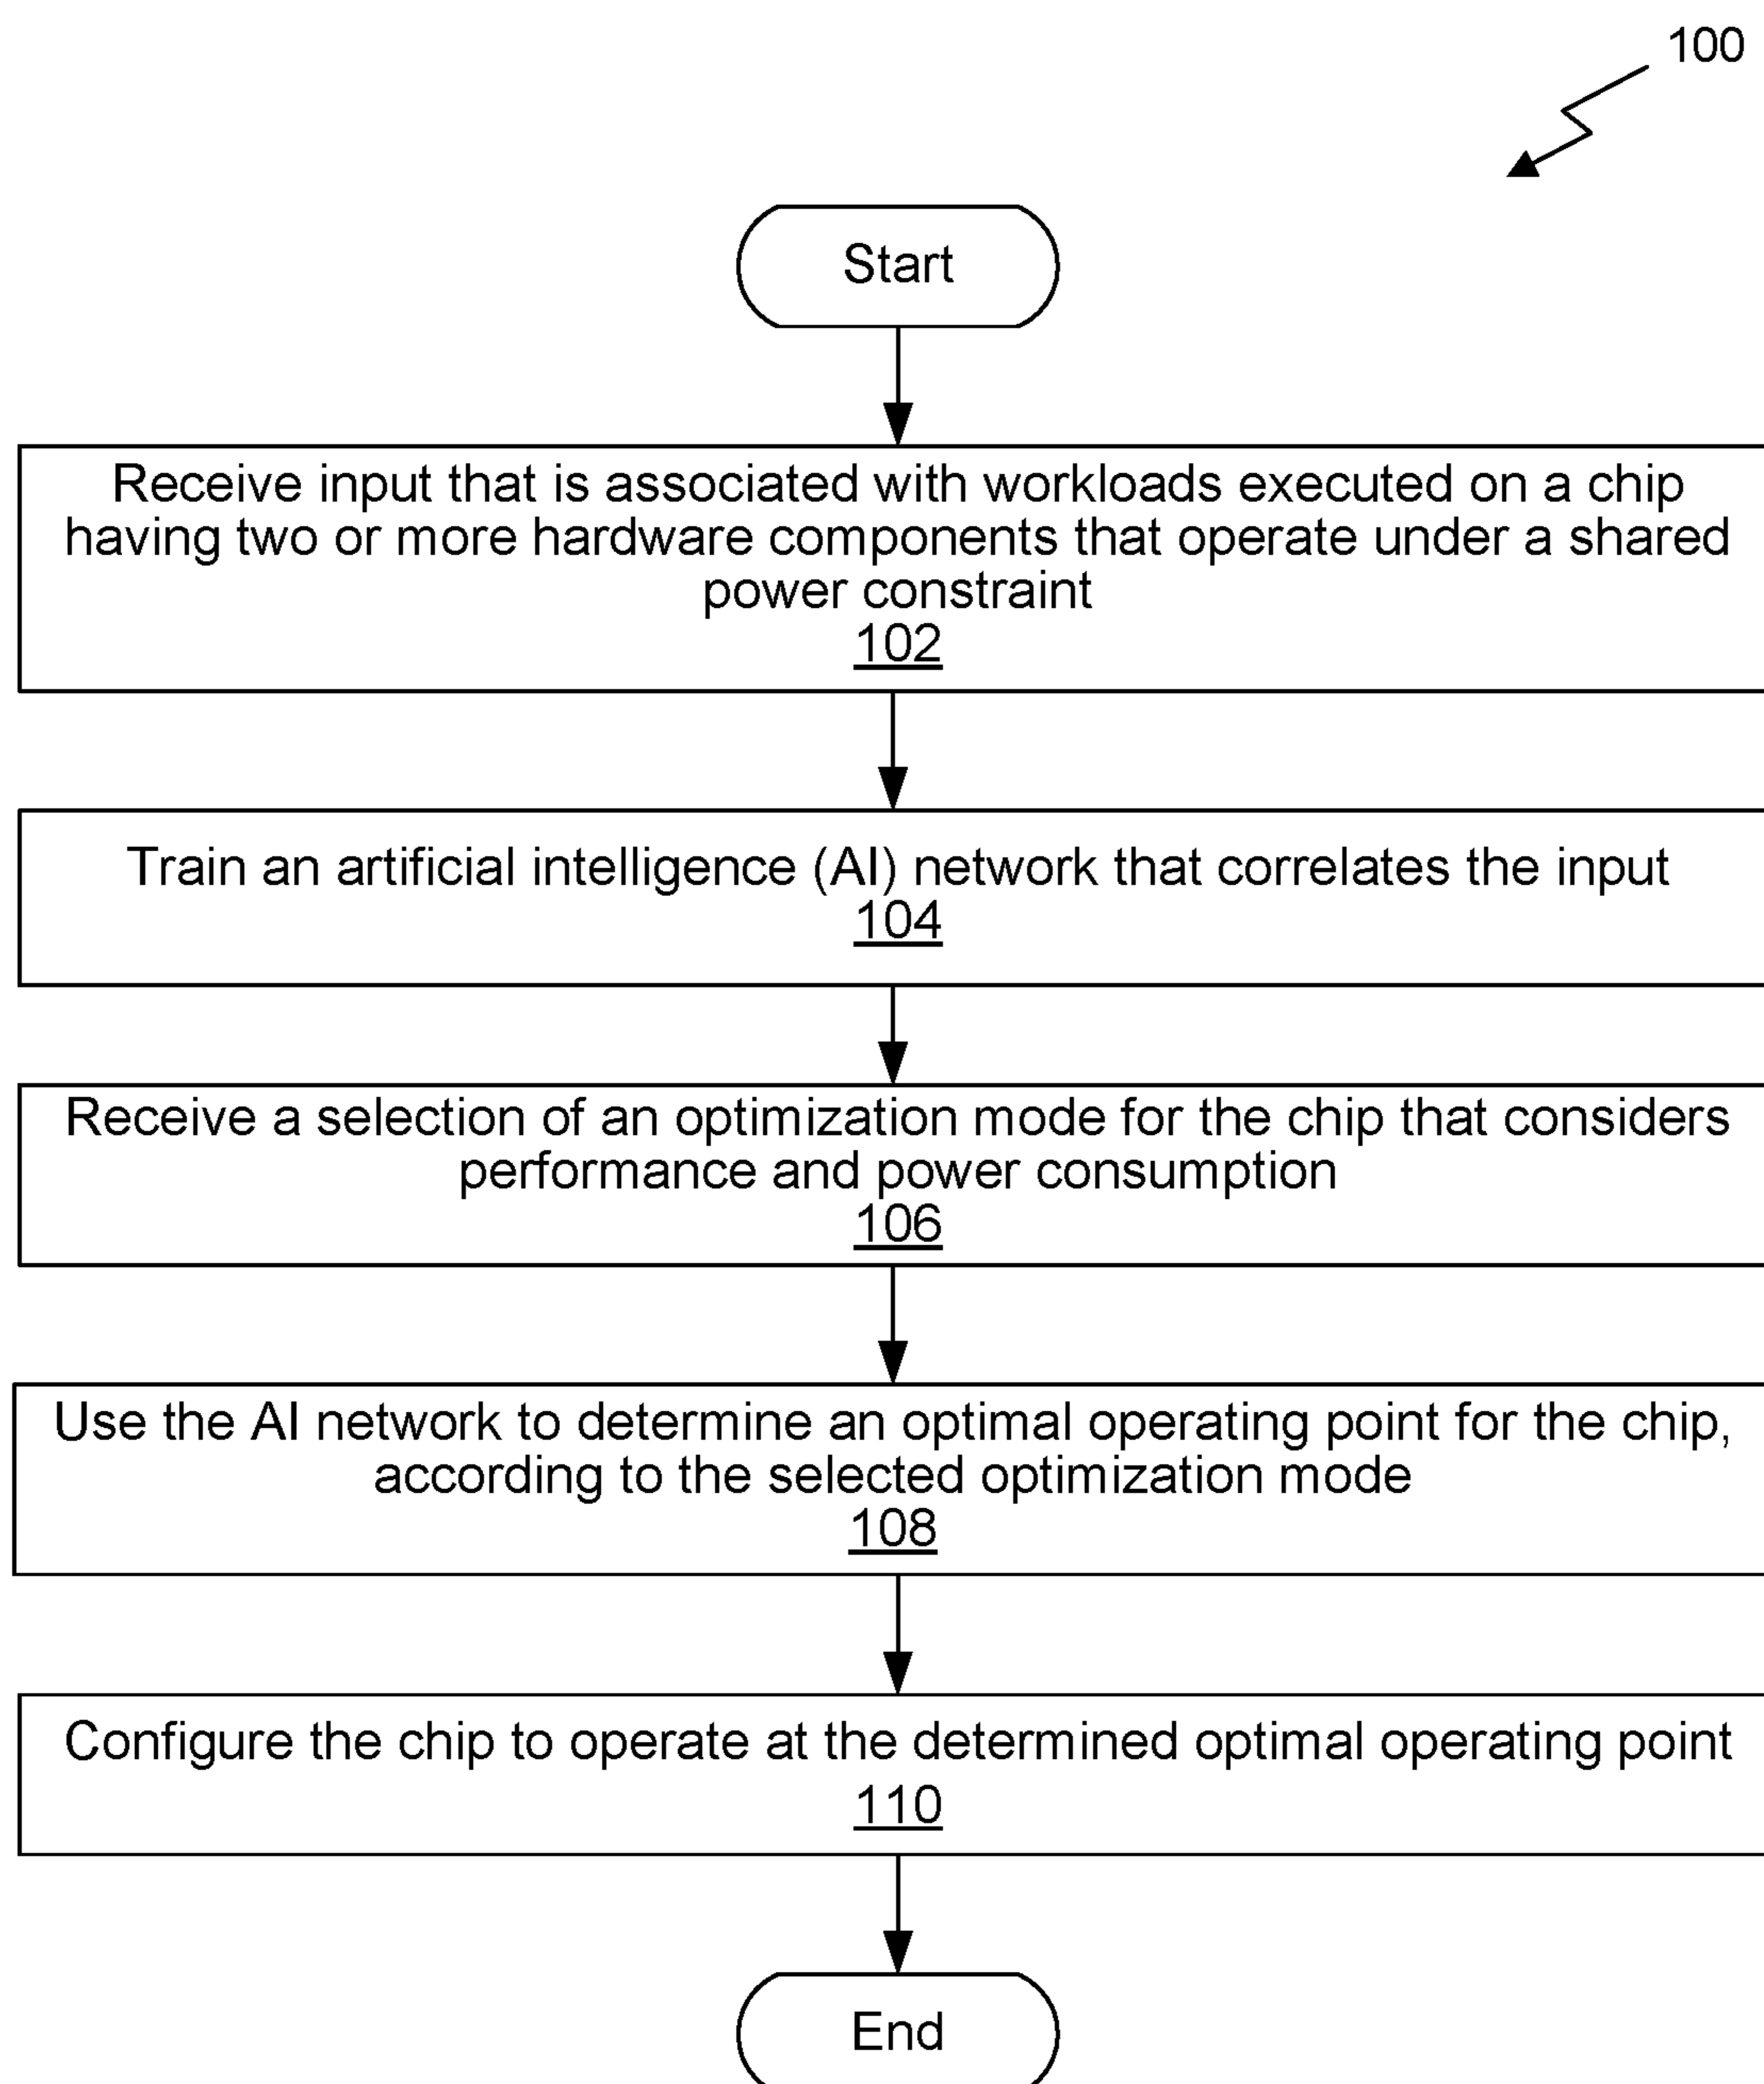 100
Start
Receive input that is associated with workloads executed on a chip
having two or more hardware components that operate under a shared
power constraint
102
Train an artificial intelligence (AI) network that correlates the input
104
Receive a selection of an optimization mode for the chip that considers
performance and power consumption
106
Use the AI network to determine an optimal operating point for the chip,
according to the selected optimization mode
108
Configure the chip to operate at the determined optimal operating point
110
End